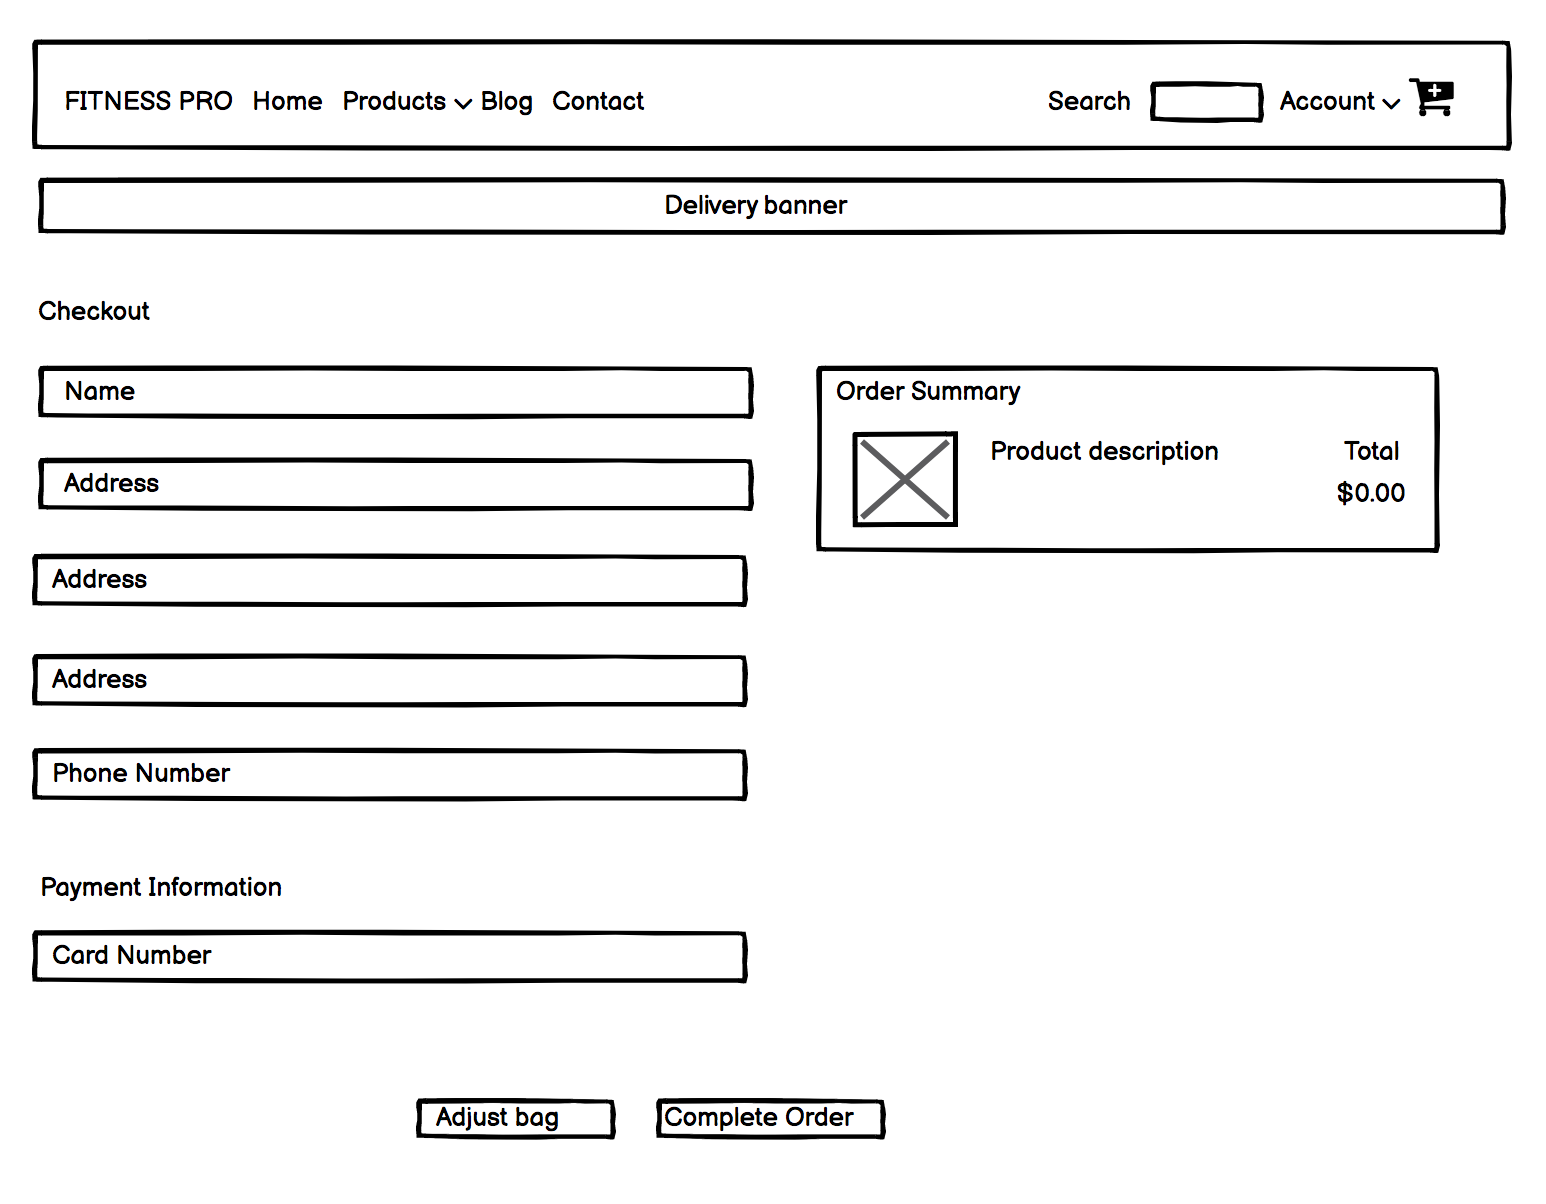 FITNESS PRO Home Products Blog Contact Search Account
Delivery banner
Checkout
Name
Address
Address
Address
Phone Number
Order Summary
Product description Total
$0.00
Payment Information
Card Number
Adjust bag Complete Order